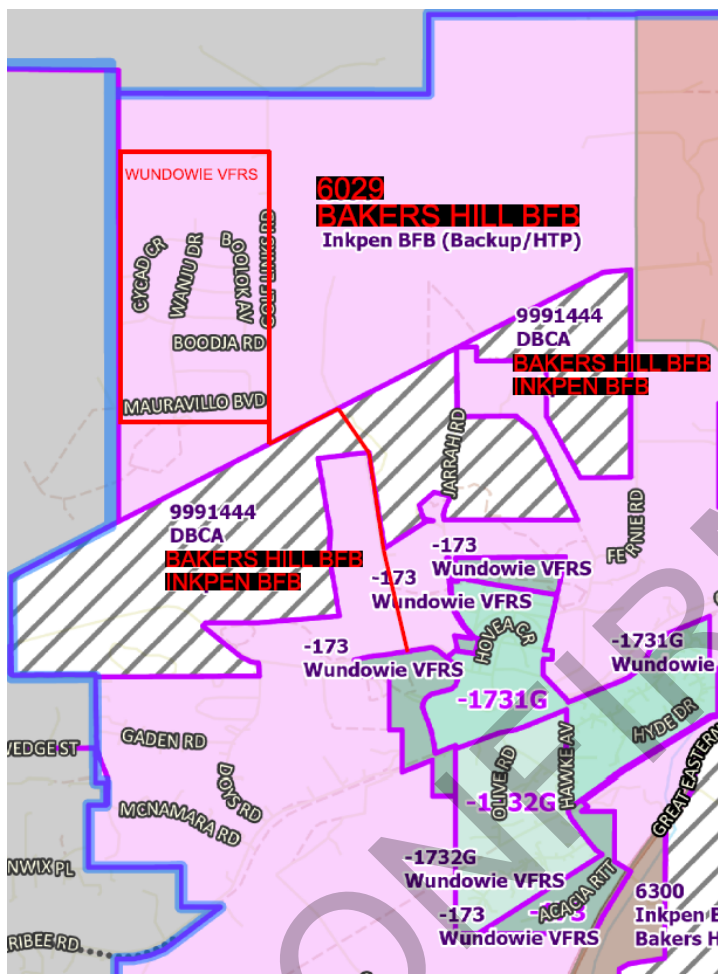 WUNDOWIE VFRS
6029
BAKERS HILL BFB
Inkpen BFB (Backup/HTP)
CYCAD CR
WANJU DR
BOOLOK AV
GOLF LINKS RD
BOODJA RD
MAURAVILLO BVD
9991444
DBCA
BAKERS HILL BFB
INKPEN BFB
JARRAH RD
FERNIE RD
9991444
DBCA
BAKERS HILL BFB
INKPEN BFB
-173
Wundowie VFRS
-173
Wundowie VFRS
-173
Wundowie VFRS
HOVEA CR
-1731G
Wundowie
-1731G
HYDE DR
GADEN RD
WEDGE ST
DOYS RD
MCNAMARA RD
OLIVE RD
HAWKE AV
-1732G
GREAT EASTERN
NWIX PL
-1732G
Wundowie VFRS
ACACIA RTT
-173
-173
Wundowie VFRS
6300
Inkpen B
Bakers H
RIBEE RD